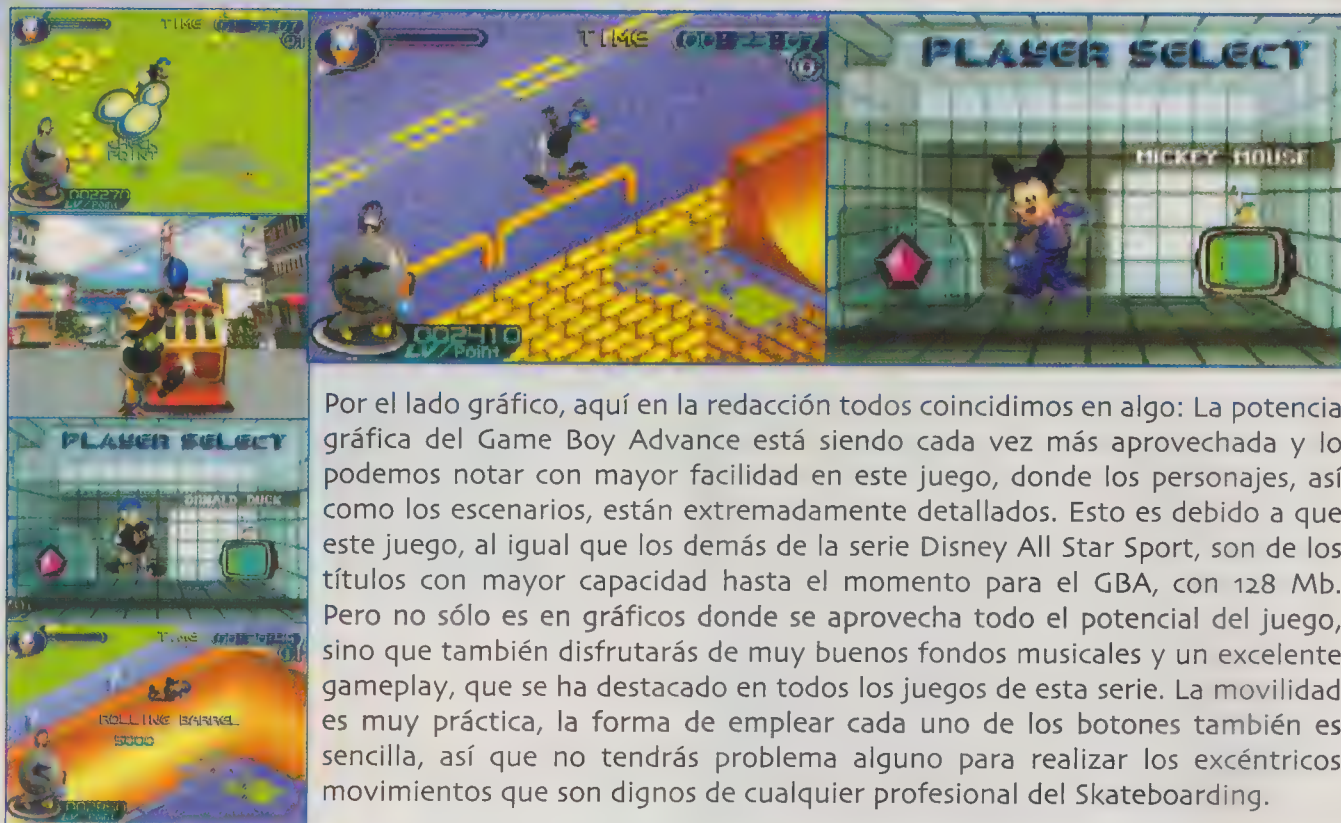 TIME
POINT
002270
LV/Point
TIME
002410
LV/Point
PLAYER SELECT
MICKEY MOUSE
PLAYER SELECT
DONALD DUCK
TIME
ROLLING BARREL
5000
Por el lado gráfico, aquí en la redacción todos coincidimos en algo: La potencia
gráfica del Game Boy Advance está siendo cada vez más aprovechada y lo
podemos notar con mayor facilidad en este juego, donde los personajes, así
como los escenarios, están extremadamente detallados. Esto es debido a que
este juego, al igual que los demás de la serie Disney All Star Sport, son de los
títulos con mayor capacidad hasta el momento para el GBA, con 128 Mb.
Pero no sólo es en gráficos donde se aprovecha todo el potencial del juego,
sino que también disfrutarás de muy buenos fondos musicales y un excelente
gameplay, que se ha destacado en todos los juegos de esta serie. La movilidad
es muy práctica, la forma de emplear cada uno de los botones también es
sencilla, así que no tendrás problema alguno para realizar los excéntricos
movimientos que son dignos de cualquier profesional del Skateboarding.